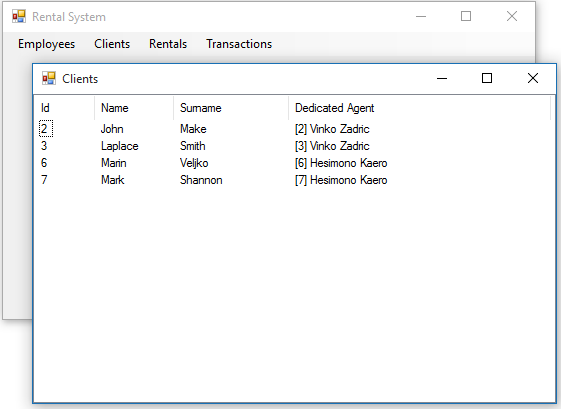 Rental System
Employees Clients Rentals Transactions
Clients
Id Name Surname Dedicated Agent
2 John Make [2] Vinko Zadric
3 Laplace Smith [3] Vinko Zadric
6 Marin Veljko [6] Hesimono Kaero
7 Mark Shannon [7] Hesimono Kaero